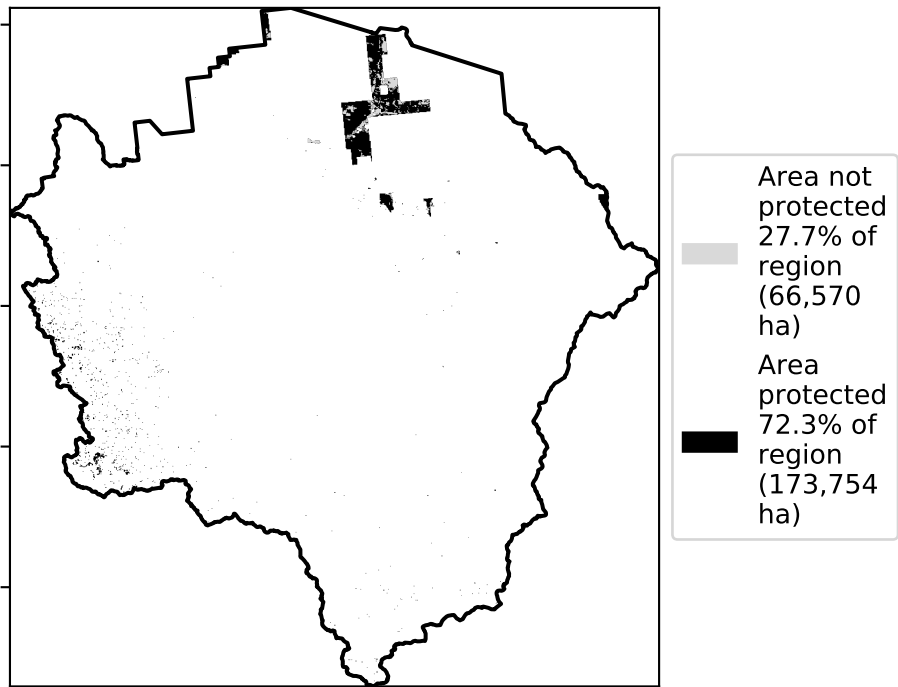 Area not
protected
27.7% of
region
(66,570
ha)
Area
protected
72.3% of
region
(173,754
ha)